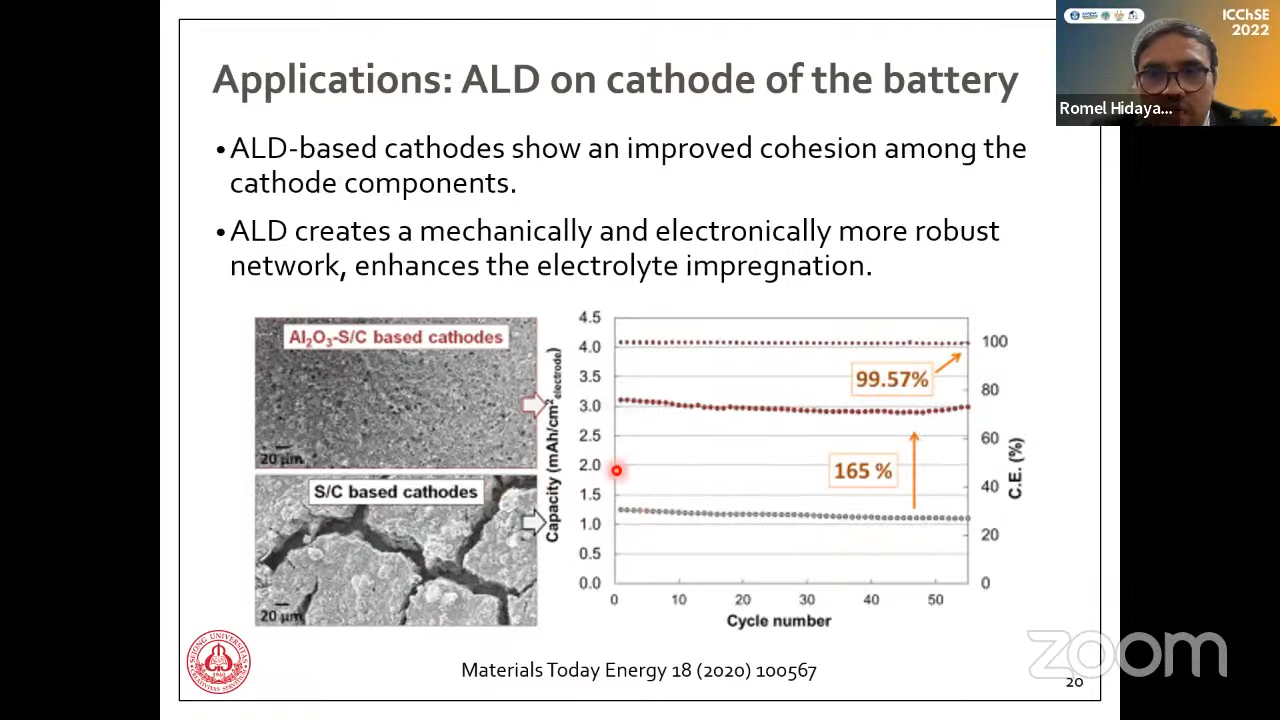 ICChSE
2022
Romel Hidaya...
Applications: ALD on cathode of the battery
•ALD-based cathodes show an improved cohesion among the
cathode components.
•ALD creates a mechanically and electronically more robust
network, enhances the electrolyte impregnation.
Al₂O₃-S/C based cathodes
20 µm
S/C based cathodes
20 µm
Capacity (mAh/cm²electrode)
4.5
4.0
3.5
3.0
2.5
2.0
1.5
1.0
0.5
0.0
0 10 20 30 40 50
Cycle number
99.57%
165 %
100
80
60
40
20
0
C.E. (%)
SEJONG UNIVERSITY
1940
Materials Today Energy 18 (2020) 100567
zoom
20